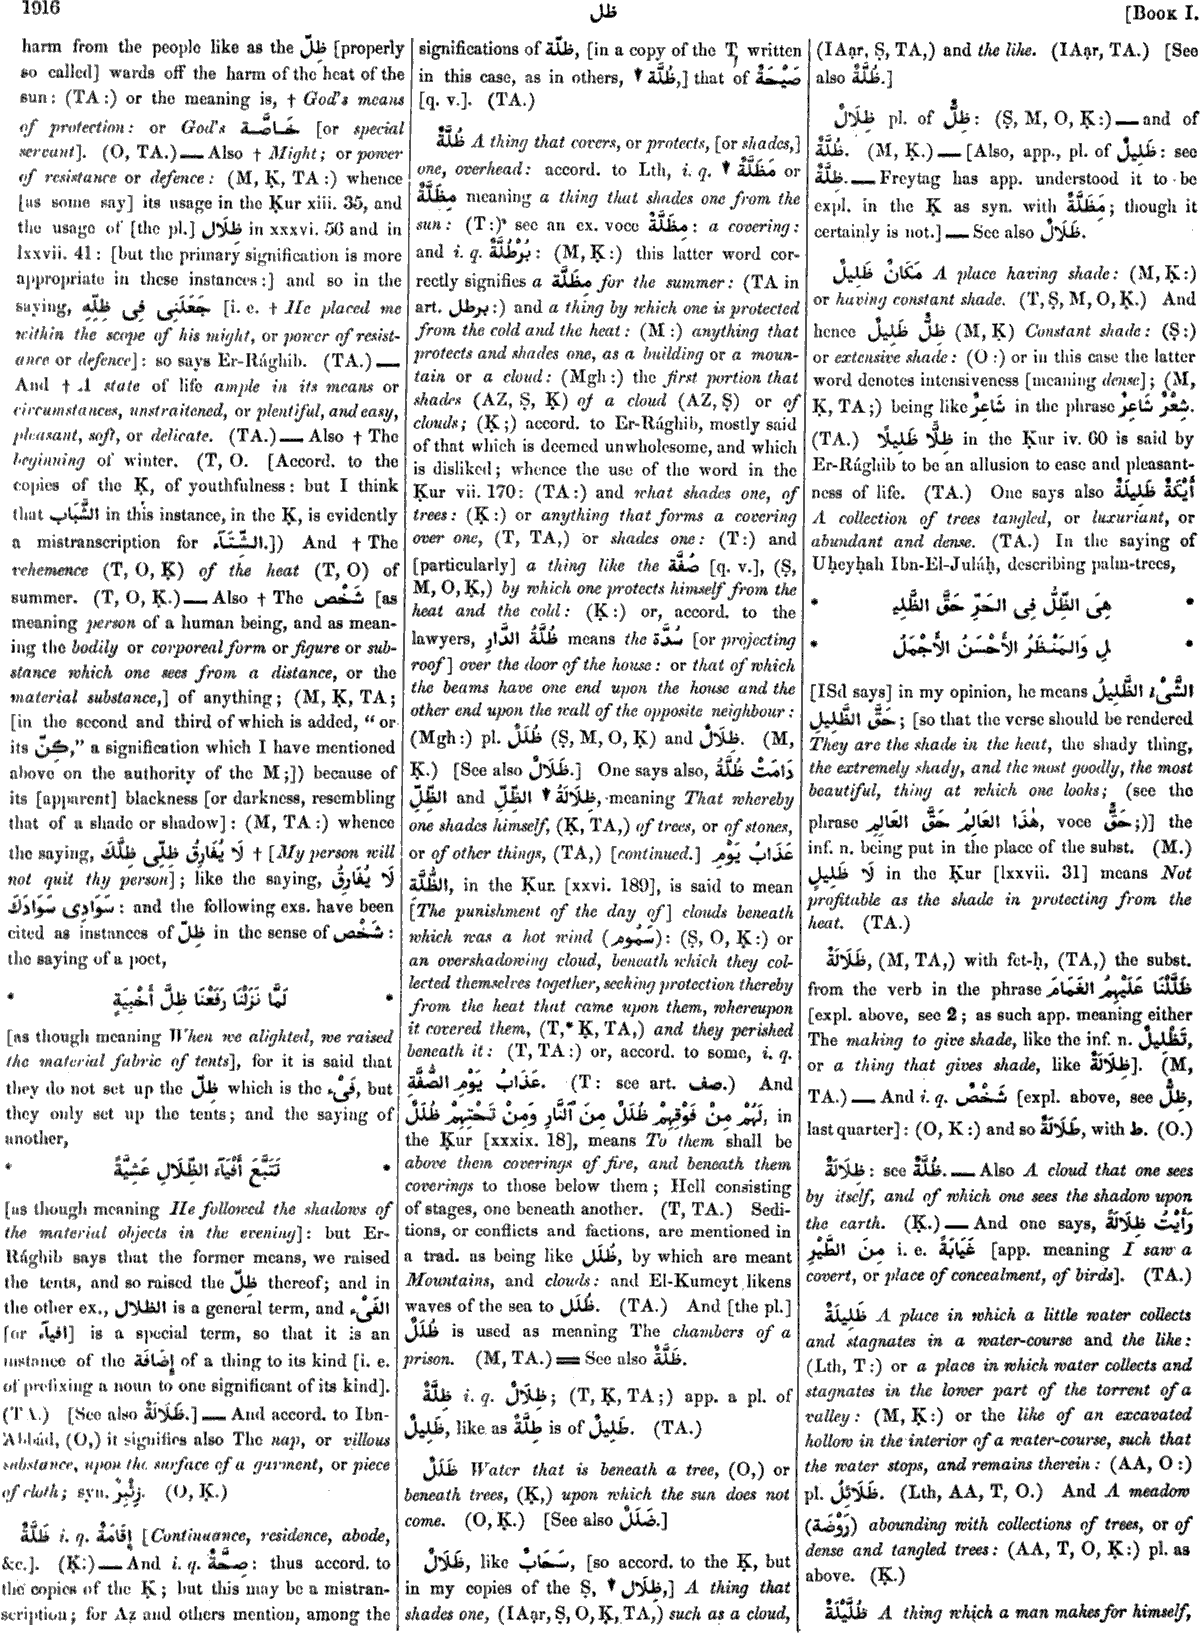 1916
ظل
[BOOK I.
harm from the people like as the ظِلّ [properly
so called] wards off the harm of the heat of the
sun: (TA:) or the meaning is, † God's means
of protection: or God's خَاصَّة [or special
servant]. (O, TA.) — Also † Might; or power
of resistance or defence: (M, Ḳ, TA:) whence
[as some say] its usage in the Ḳur xiii. 35, and
the usage of [the pl.] ظِلَال in xxxvi. 56 and in
lxxvii. 41: [but the primary signification is more
appropriate in these instances:] and so in the
saying, جَعَلَنِى فِى ظِلِّهِ [i. e. † He placed me
within the scope of his might, or power of resist-
ance or defence]: so says Er-Rághib. (TA.) —
And † A state of life ample in its means or
circumstances, unstraitened, or plentiful, and easy,
pleasant, soft, or delicate. (TA.) — Also † The
beginning of winter. (T, O. [Accord. to the
copies of the Ḳ, of youthfulness: but I think
that الشَّبَاب in this instance, in the Ḳ, is evidently
a mistranscription for الشِّتَآء.]) And † The
vehemence (T, O, Ḳ) of the heat (T, O) of
summer. (T, O, Ḳ.) — Also † The شَخْص [as
meaning person of a human being, and as mean-
ing the bodily or corporeal form or figure or sub-
stance which one sees from a distance, or the
material substance,] of anything; (M, Ḳ, TA;
[in the second and third of which is added, "or
its كِنّ," a signification which I have mentioned
above on the authority of the M;]) because of
its [apparent] blackness [or darkness, resembling
that of a shade or shadow]: (M, TA:) whence
the saying, لَا يُفَارِقُ ظِلِّى ظِلَّكَ † [My person will
not quit thy person]; like the saying, لَا يُفَارِقُ
سَوَادِى سَوَادَكَ: and the following exs. have been
cited as instances of ظِلّ in the sense of شَخْص:
the saying of a poet,
* لَمَّا نَزَلْنَا رَفَعْنَا ظِلَّ أَخْبِيَةٍ *
[as though meaning When we alighted, we raised
the material fabric of tents], for it is said that
they do not set up the ظِلّ which is the فَىْء, but
they only set up the tents; and the saying of
another,
* تَتَبَّعَ أَفْيَآءَ الظِّلَالِ عَشِيَّةً *
[as though meaning He followed the shadows of
the material objects in the evening]: but Er-
Rághib says that the former means, we raised
the tents, and so raised the ظِلّ thereof; and in
the other ex., الظلال is a general term, and الفَىْء
[or افيآء] is a special term, so that it is an
instance of the إِضَافَة of a thing to its kind [i. e.
of prefixing a noun to one significant of its kind].
(TA.) [See also ظِلَالَةٌ.] — And accord. to Ibn-
'Abbád, (O,) it signifies also The nap, or villous
substance, upon the surface of a garment, or piece
of cloth; syn. زِئْبِرٌ. (O, Ḳ.)
ظَلَّةٌ i. q. إِقَامَةٌ [Continuance, residence, abode,
&c.]. (Ḳ.) — And i. q. صِحَّةٌ: thus accord. to
the copies of the Ḳ; but this may be a mistran-
scription; for Az and others mention, among the
significations of ظَلَّة, [in a copy of the T, written
in this case, as in others, ▼ ظُلَّة,] that of صَيْحَةٌ
[q. v.]. (TA.)
ظُلَّةٌ A thing that covers, or protects, [or shades,]
one, overhead: accord. to Lth, i. q. ▼ مَظَلَّةٌ or
مِظَلَّةٌ meaning a thing that shades one from the
sun: (T:) see an ex. voce مِظَلَّةٌ: a covering:
and i. q. بُرْطُلَّةٌ: (M, Ḳ:) this latter word cor-
rectly signifies a مِظَلَّة for the summer: (TA in
art. برطل:) and a thing by which one is protected
from the cold and the heat: (M:) anything that
protects and shades one, as a building or a moun-
tain or a cloud: (Mgh:) the first portion that
shades (AZ, Ṣ, Ḳ) of a cloud (AZ, Ṣ) or of
clouds; (Ḳ;) accord. to Er-Rághib, mostly said
of that which is deemed unwholesome, and which
is disliked; whence the use of the word in the
Ḳur vii. 170: (TA:) and what shades one, of
trees: (Ḳ:) or anything that forms a covering
over one, (T, TA,) or shades one: (T:) and
[particularly] a thing like the صُفَّة [q. v.], (Ṣ,
M, O, Ḳ,) by which one protects himself from the
heat and the cold: (Ḳ:) or, accord. to the
lawyers, ظُلَّةُ الدَّارِ means the سُدَّة [or projecting
roof] over the door of the house: or that of which
the beams have one end upon the house and the
other end upon the wall of the opposite neighbour:
(Mgh:) pl. ظُلَلٌ (Ṣ, M, O, Ḳ) and ظِلَالٌ. (M,
Ḳ.) [See also ظِلَالٌ.] One says also, دَامَتْ ظُلَّةُ
الظِّلِّ and ▼ ظِلَالَةُ الظِّلِّ, meaning That whereby
one shades himself, (Ḳ, TA,) of trees, or of stones,
or of other things, (TA,) [continued.] عَذَابُ يَوْمِ
الظُّلَّةِ, in the Ḳur. [xxvi. 189], is said to mean
[The punishment of the day of] clouds beneath
which was a hot wind (سَمُوم): (Ṣ, O, Ḳ:) or
an overshadowing cloud, beneath which they col-
lected themselves together, seeking protection thereby
from the heat that came upon them, whereupon
it covered them, (T,* Ḳ, TA,) and they perished
beneath it: (T, TA:) or, accord. to some, i. q.
عَذَابُ يَوْمِ الصُّفَّةِ. (T: see art. صف.) And
لَهُمْ مِنْ فَوْقِهِمْ ظُلَلٌ مِنَ ٱلنَّارِ وَمِنْ تَحْتِهِمْ ظُلَلٌ, in
the Ḳur [xxxix. 18], means To them shall be
above them coverings of fire, and beneath them
coverings to those below them; Hell consisting
of stages, one beneath another. (T, TA.) Sedi-
tions, or conflicts and factions, are mentioned in
a trad. as being like ظُلَل, by which are meant
Mountains, and clouds: and El-Kumeyt likens
waves of the sea to ظُلَل. (TA.) And [the pl.]
ظُلَلٌ is used as meaning The chambers of a
prison. (M, TA.) ═ See also ظَلَّةٌ.
ظِلَّةٌ i. q. ظِلَالٌ; (T, Ḳ, TA;) app. a pl. of
ظَلِيلٌ, like as طِلَّةٌ is of طَلِيلٌ. (TA.)
ظَلَلٌ Water that is beneath a tree, (O,) or
beneath trees, (Ḳ,) upon which the sun does not
come. (O, Ḳ.) [See also ضَلَلٌ.]
ظَلَالٌ, like سَحَابٌ, [so accord. to the Ḳ, but
in my copies of the Ṣ, ▼ ظِلَال,] A thing that
shades one, (IAạr, Ṣ, O, Ḳ, TA,) such as a cloud,
(IAạr, Ṣ, TA,) and the like. (IAạr, TA.) [See
also ظُلَّةٌ.]
ظِلَالٌ pl. of ظِلٌّ: (Ṣ, M, O, Ḳ:) — and of
ظُلَّةٌ. (M, Ḳ.) — [Also, app., pl. of ظَلِيلٌ: see
ظِلَّةٌ. — Freytag has app. understood it to be
expl. in the Ḳ as syn. with مَظَلَّةٌ; though it
certainly is not.] — See also ظَلَالٌ.
مَكَانٌ ظَلِيلٌ A place having shade: (M, Ḳ:)
or having constant shade. (T, Ṣ, M, O, Ḳ.) And
hence ظِلٌّ ظَلِيلٌ (M, Ḳ) Constant shade: (Ṣ:)
or extensive shade: (O:) or in this case the latter
word denotes intensiveness [meaning dense]; (M,
Ḳ, TA;) being like شَاعِرٌ in the phrase شِعْرٌ شَاعِرٌ.
(TA.) ظِلًّا ظَلِيلًا in the Ḳur iv. 60 is said by
Er-Rághib to be an allusion to ease and pleasant-
ness of life. (TA.) One says also أَيْكَةٌ ظَلِيلَةٌ
A collection of trees tangled, or luxuriant, or
abundant and dense. (TA.) In the saying of
Uḥeyḥah Ibn-El-Juláḥ, describing palm-trees,
* هِىَ الظِّلُّ فِى الحَرِّ حَقَّ الظَّلِيـ *
* لِ وَالمَنْظَرُ الأَحْسَنُ الأَجْمَلُ *
[ISd says] in my opinion, he means الشَّىْءُ الظَّلِيلُ
حَقَّ الظَّلِيلِ; [so that the verse should be rendered
They are the shade in the heat, the shady thing,
the extremely shady, and the most goodly, the most
beautiful, thing at which one looks; (see the
phrase هٰذَا العَالِمُ حَقُّ العَالِمِ, voce حَقٌّ;)] the
inf. n. being put in the place of the subst. (M.)
لَا ظَلِيلٍ in the Ḳur [lxxvii. 31] means Not
profitable as the shade in protecting from the
heat. (TA.)
ظَلَالَةٌ, (M, TA,) with fet-ḥ, (TA,) the subst.
from the verb in the phrase ظَلَّلْنَا عَلَيْهِمُ الغَمَامَ
[expl. above, see 2; as such app. meaning either
The making to give shade, like the inf. n. تَظْلِيلٌ,
or a thing that gives shade, like ظِلَالَةٌ]. (M,
TA.) — And i. q. شَخْصٌ [expl. above, see ظِلٌّ,
last quarter]: (O, Ḳ:) and so طَلَالَةٌ, with ط. (O.)
ظِلَالَةٌ: see ظُلَّةٌ. — Also A cloud that one sees
by itself, and of which one sees the shadow upon
the earth. (Ḳ.) — And one says, رَأَيْتُ ظِلَالَةً
مِنَ الطَّيْرِ i. e. غَيَابَةً [app. meaning I saw a
covert, or place of concealment, of birds]. (TA.)
ظَلِيلَةٌ A place in which a little water collects
and stagnates in a water-course and the like:
(Lth, T:) or a place in which water collects and
stagnates in the lower part of the torrent of a
valley: (M, Ḳ:) or the like of an excavated
hollow in the interior of a water-course, such that
the water stops, and remains therein: (AA, O:)
pl. ظَلَائِلُ. (Lth, AA, T, O.) And A meadow
(رَوْضَة) abounding with collections of trees, or of
dense and tangled trees: (AA, T, O, Ḳ:) pl. as
above. (Ḳ.)
ظُلَّيْلَةٌ A thing which a man makes for himself,